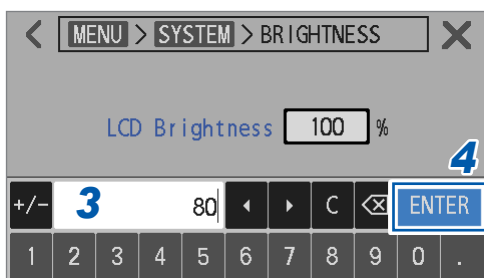 < MENU > SYSTEM > BRIGHTNESS ×
LCD Brightness 100 %
4
+/- 3 80 C ENTER
1 2 3 4 5 6 7 8 9 0 .